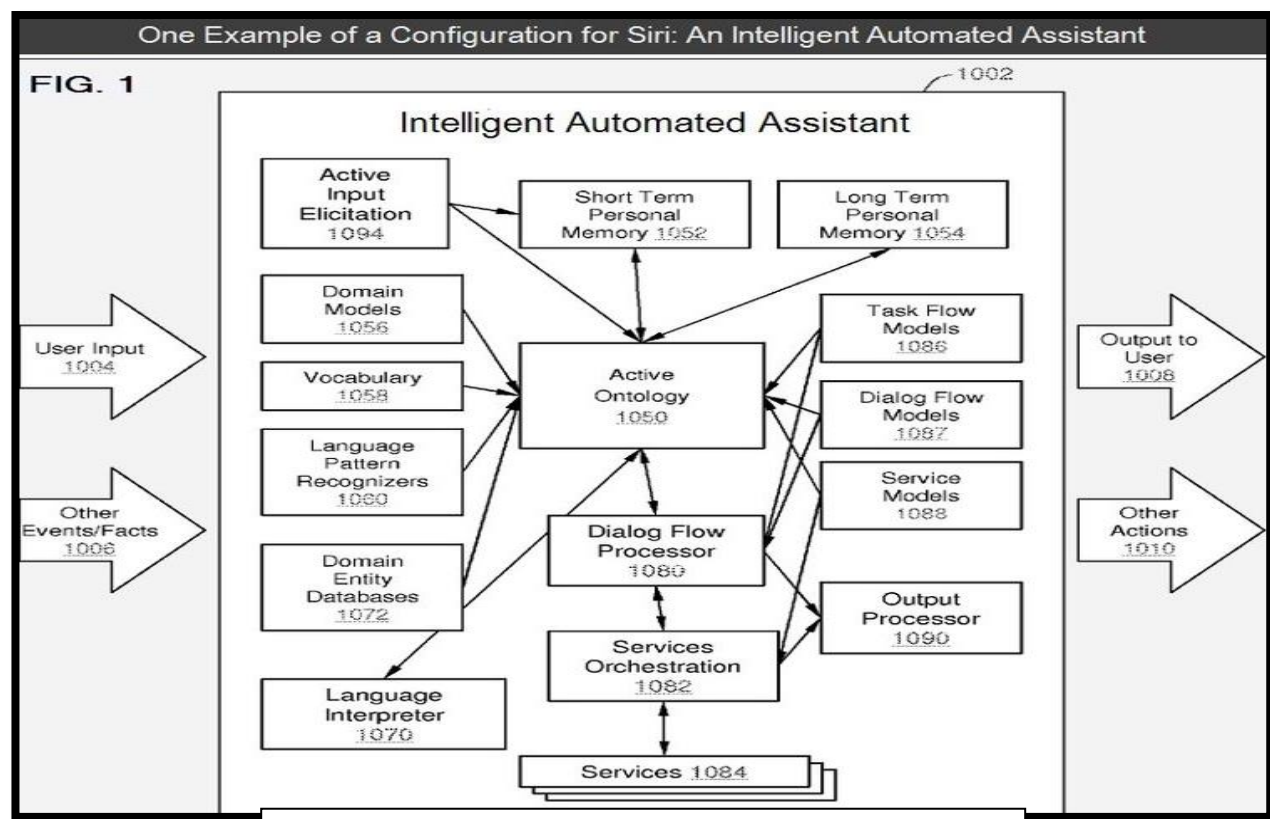 One Example of a Configuration for Siri: An Intelligent Automated Assistant
FIG. 1
1002
Intelligent Automated Assistant
Active
Input
Elicitation
1094
Short Term
Personal
Memory 1052
Long Term
Personal
Memory 1054
Domain
Models
1056
Vocabulary
1058
Language
Pattern
Recognizers
1060
Domain
Entity
Databases
1072
Language
Interpreter
1070
User Input
1004
Other
Events/Facts
1006
Active
Ontology
1050
Dialog Flow
Processor
1080
Services
Orchestration
1082
Services 1084
Task Flow
Models
1086
Dialog Flow
Models
1087
Service
Models
1088
Output
Processor
1090
Output to
User
1008
Other
Actions
1010